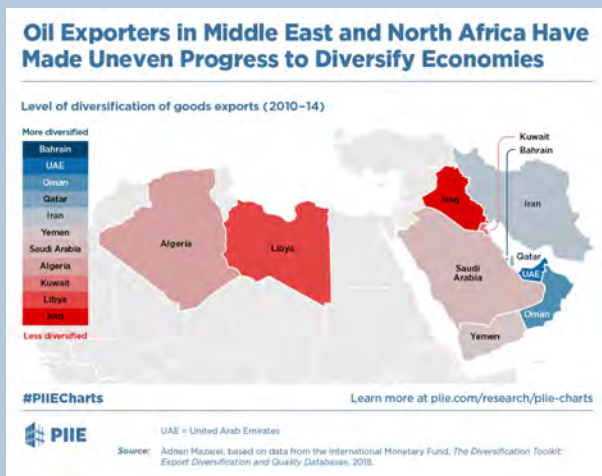 Oil Exporters in Middle East and North Africa Have
Made Uneven Progress to Diversify Economies
Level of diversification of goods exports (2010–14)
More diversified
Bahrain
UAE
Oman
Qatar
Iran
Yemen
Saudi Arabia
Algeria
Kuwait
Libya
Iraq
Less diversified
Kuwait
Bahrain
Iraq
Iran
Algeria
Libya
Qatar
Saudi
Arabia
UAE
Oman
Yemen
#PIIECharts
Learn more at piie.com/research/piie-charts
PIIE
UAE = United Arab Emirates
Source: Adnan Mazarei, based on data from the International Monetary Fund, The Diversification Toolkit:
Export Diversification and Quality Databases, 2018.